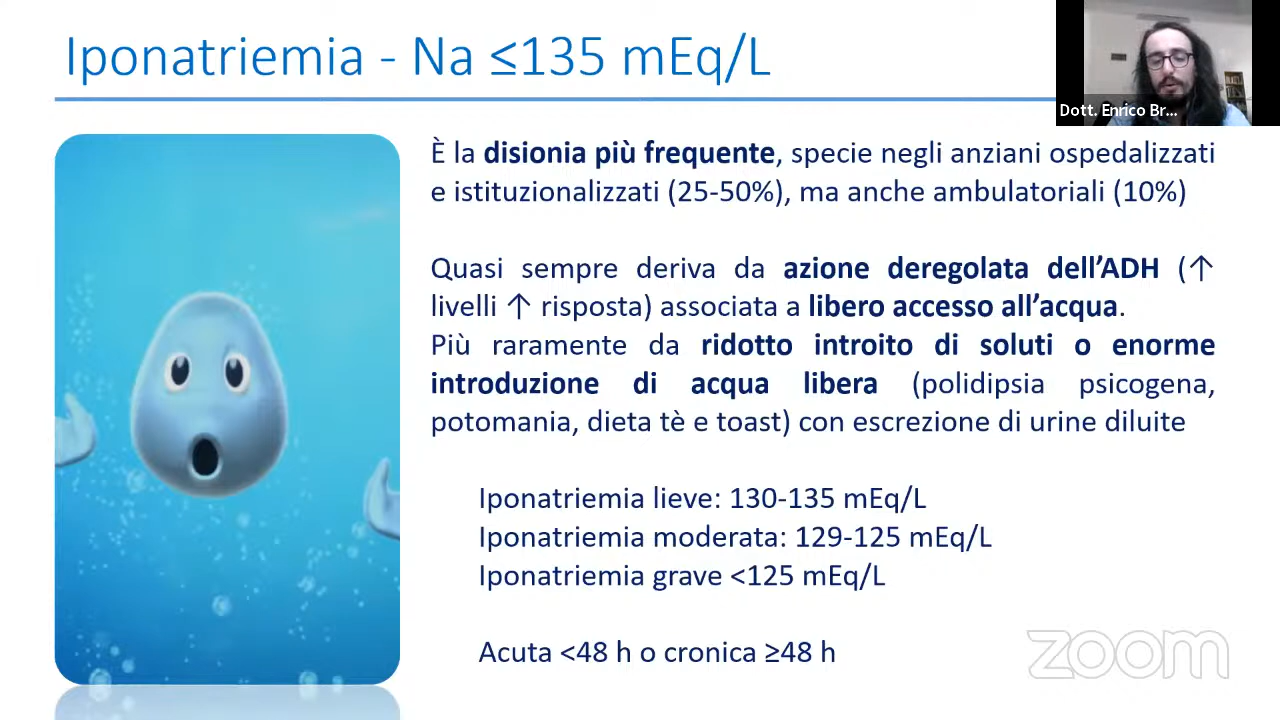 Iponatriemia - Na ≤135 mEq/L
Dott. Enrico Br...
È la disionia più frequente, specie negli anziani ospedalizzati
e istituzionalizzati (25-50%), ma anche ambulatoriali (10%)
Quasi sempre deriva da azione deregolata dell’ADH (↑
livelli ↑ risposta) associata a libero accesso all’acqua.
Più raramente da ridotto introito di soluti o enorme
introduzione di acqua libera (polidipsia psicogena,
potomania, dieta tè e toast) con escrezione di urine diluite
Iponatriemia lieve: 130-135 mEq/L
Iponatriemia moderata: 129-125 mEq/L
Iponatriemia grave <125 mEq/L
Acuta <48 h o cronica ≥48 h
zoom